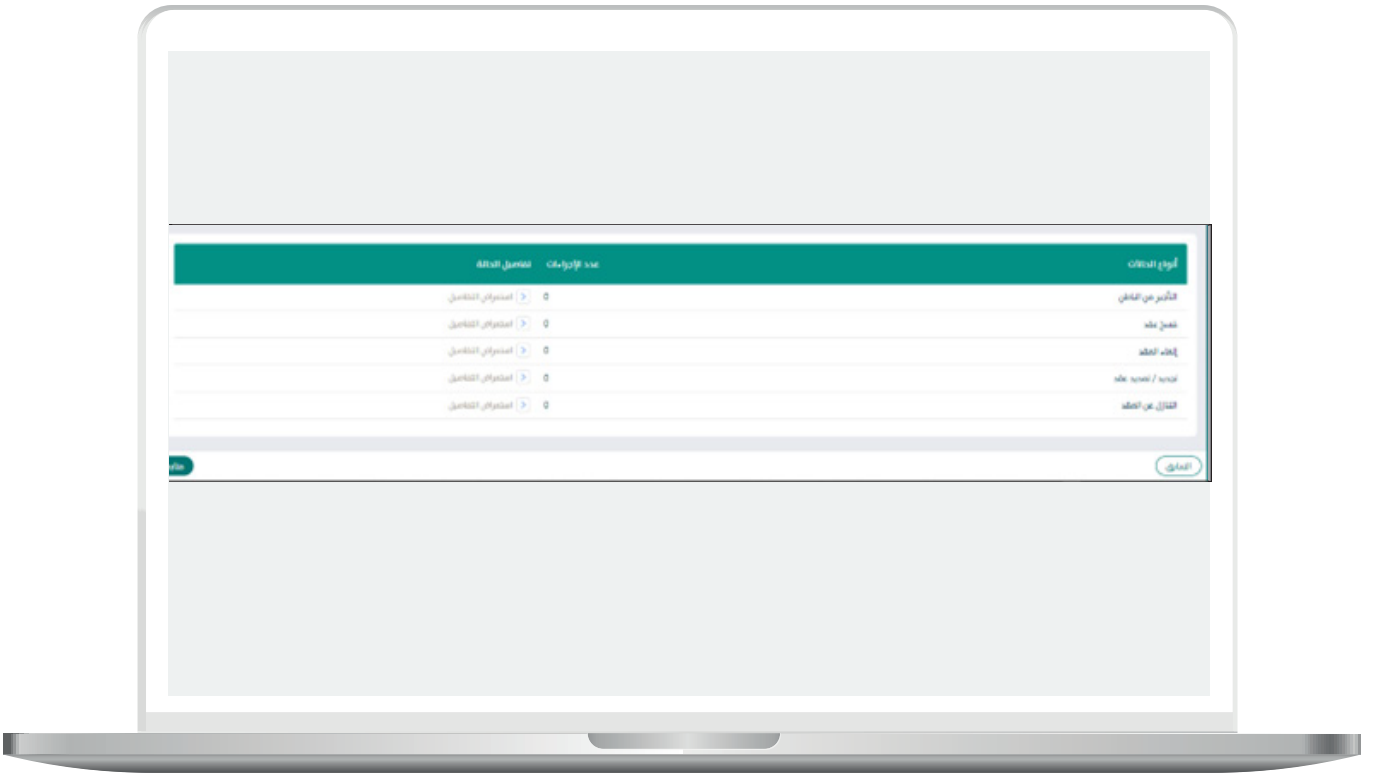 أنواع الحالات عدد الإجراءات تفاصيل الحالة
التأجير من الباطن 0 استعراض التفاصيل
فسخ عقد 0 استعراض التفاصيل
إلغاء العقد 0 استعراض التفاصيل
تجديد / تمديد عقد 0 استعراض التفاصيل
التنازل عن العقد 0 استعراض التفاصيل
السابق